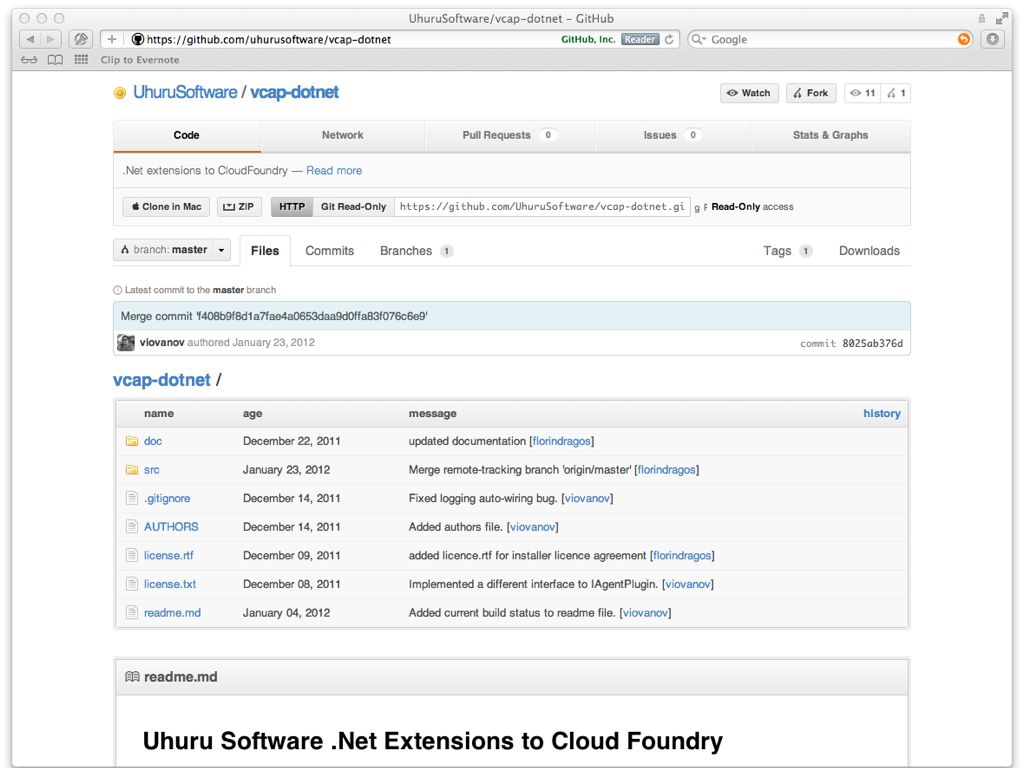 UhuruSoftware/vcap-dotnet – GitHub
+ https://github.com/uhurusoftware/vcap-dotnet GitHub, Inc. Reader Google
Clip to Evernote
UhuruSoftware / vcap-dotnet Watch Fork 11 1
Code Network Pull Requests 0 Issues 0 Stats & Graphs
.Net extensions to CloudFoundry — Read more
Clone in Mac ZIP HTTP Git Read-Only https://github.com/UhuruSoftware/vcap-dotnet.gi Read-Only access
branch: master Files Commits Branches 1 Tags 1 Downloads
Latest commit to the master branch
Merge commit 'f408b9f8d1a7fae4a0653daa9d0ffa83f076c6e9'
viovanov authored January 23, 2012 commit 8025ab376d
vcap-dotnet /
name age message history
doc December 22, 2011 updated documentation [florindragos]
src January 23, 2012 Merge remote-tracking branch 'origin/master' [florindragos]
.gitignore December 14, 2011 Fixed logging auto-wiring bug. [viovanov]
AUTHORS December 14, 2011 Added authors file. [viovanov]
license.rtf December 09, 2011 added licence.rtf for installer licence agreement [florindragos]
license.txt December 08, 2011 Implemented a different interface to IAgentPlugin. [viovanov]
readme.md January 04, 2012 Added current build status to readme file. [viovanov]
readme.md
Uhuru Software .Net Extensions to Cloud Foundry